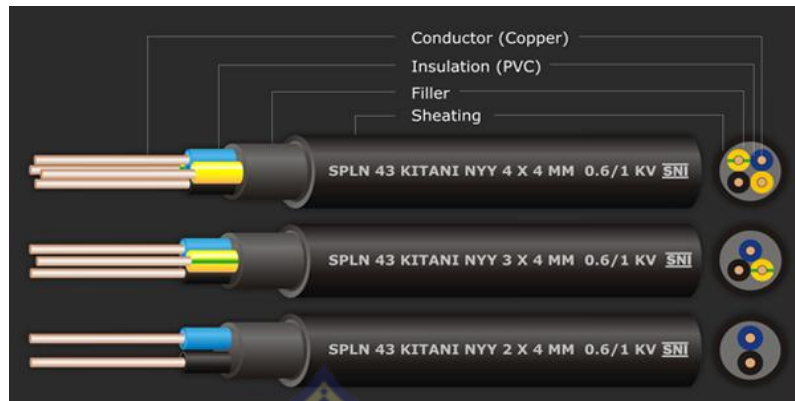 Conductor (Copper)
Insulation (PVC)
Filler
Sheating
SPLN 43 KITANI NYY 4 X 4 MM 0.6/1 KV SNI
SPLN 43 KITANI NYY 3 X 4 MM 0.6/1 KV SNI
SPLN 43 KITANI NYY 2 X 4 MM 0.6/1 KV SNI